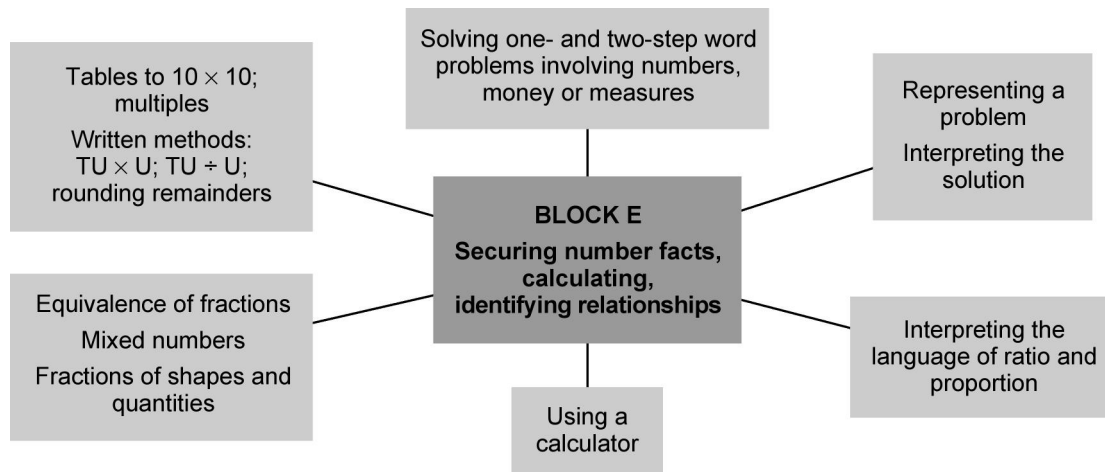 Tables to 10 × 10;
multiples
Written methods:
TU × U; TU ÷ U;
rounding remainders
Solving one- and two-step word
problems involving numbers,
money or measures
Representing a
problem
Interpreting the
solution
BLOCK E
Securing number facts,
calculating,
identifying relationships
Equivalence of fractions
Mixed numbers
Fractions of shapes and
quantities
Using a
calculator
Interpreting the
language of ratio and
proportion